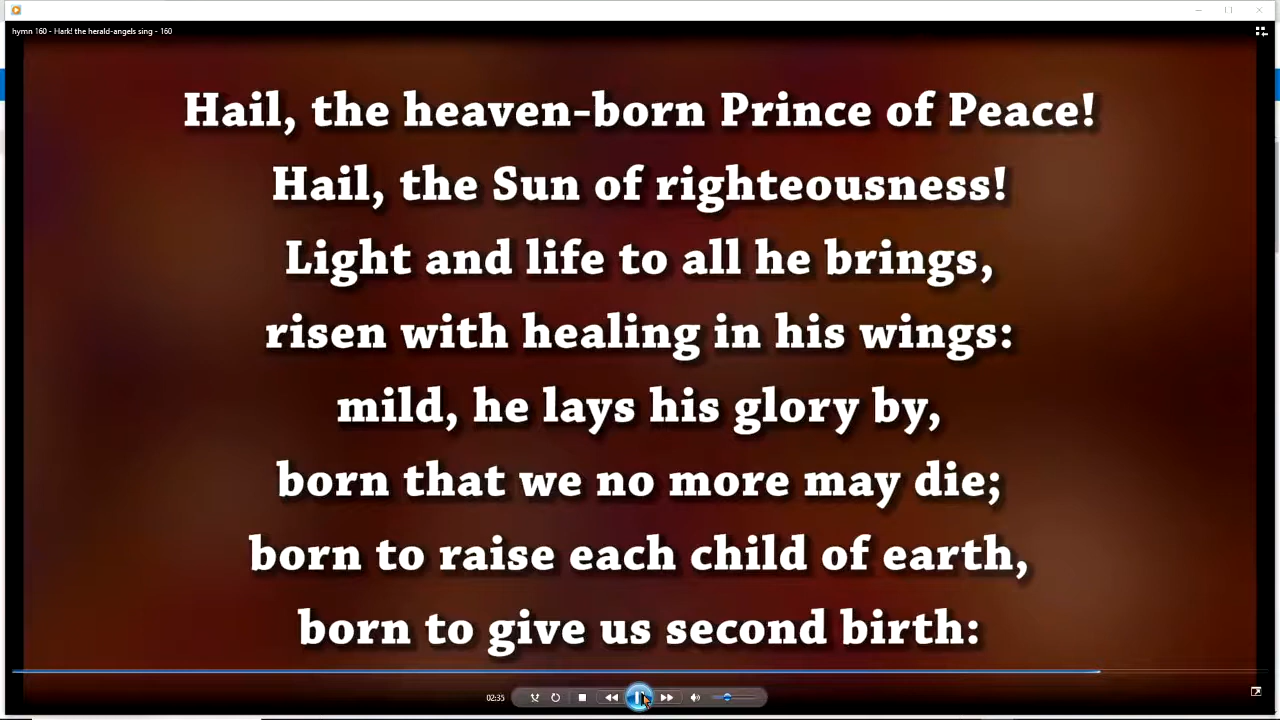 hymn 160 - Hark! the herald-angels sing - 160
Hail, the heaven-born Prince of Peace!
Hail, the Sun of righteousness!
Light and life to all he brings,
risen with healing in his wings:
mild, he lays his glory by,
born that we no more may die;
born to raise each child of earth,
born to give us second birth:
02:35